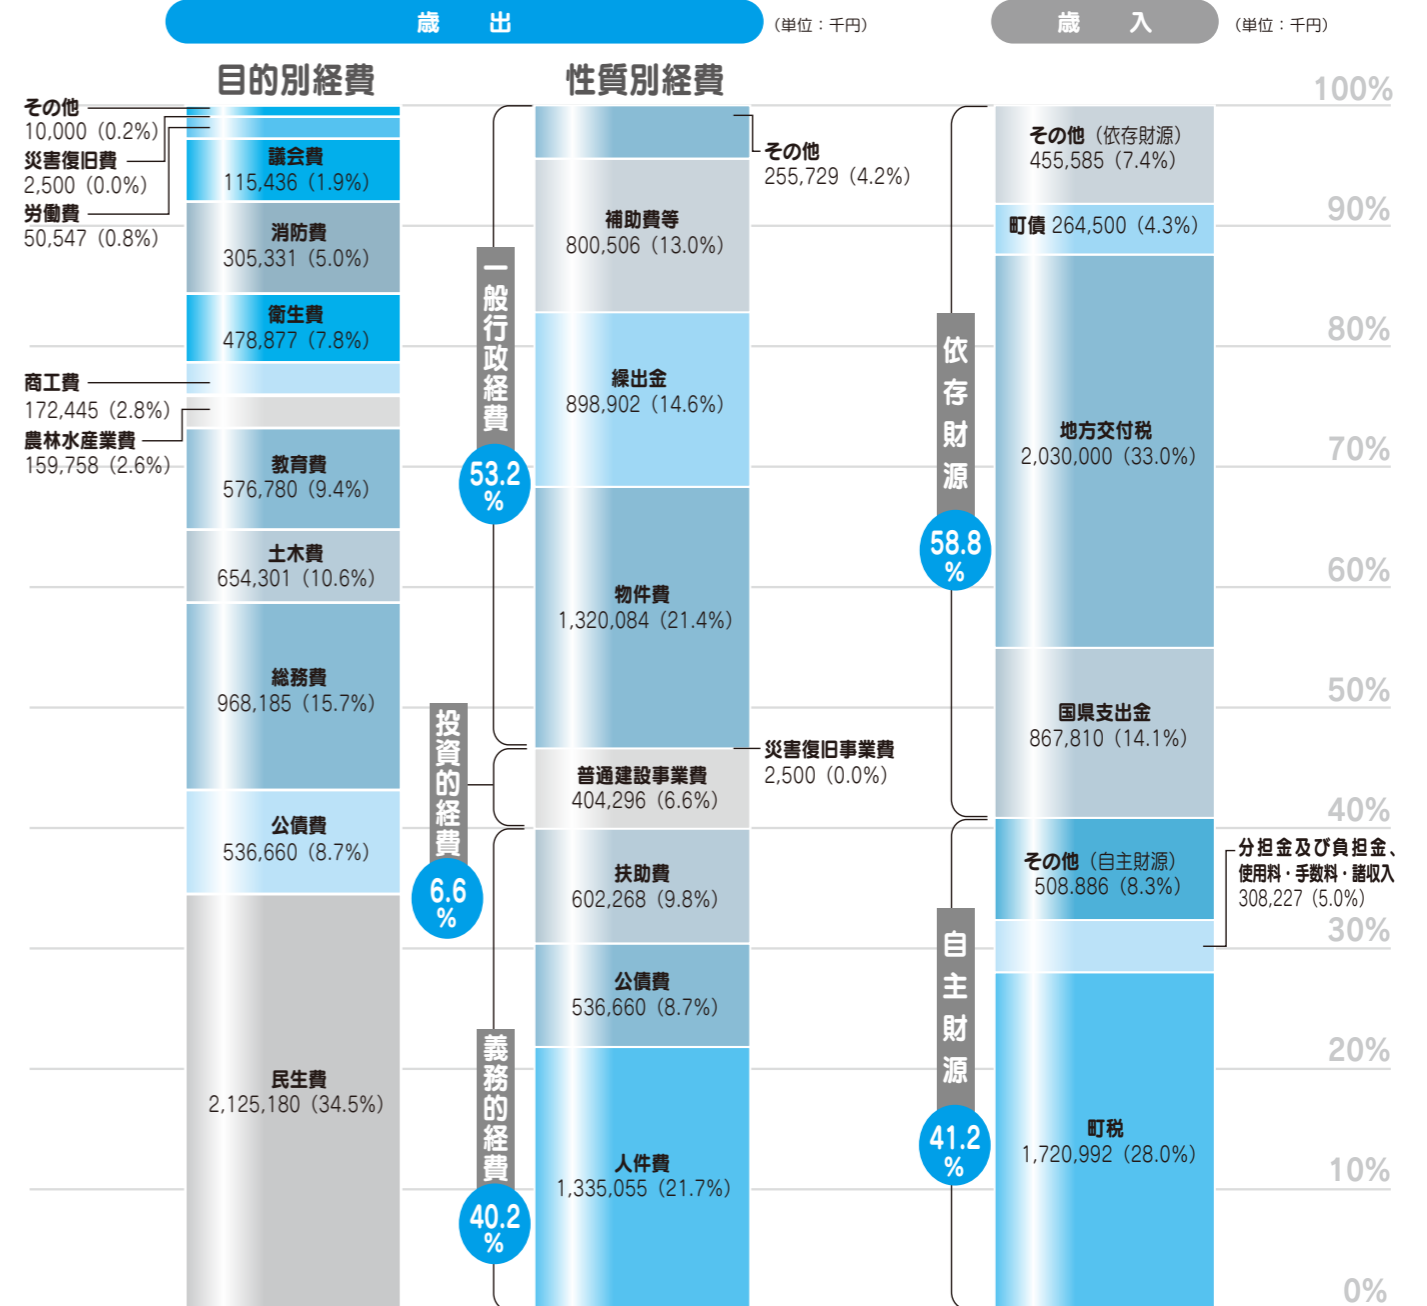 歳 出
（単位：千円）
歳 入
（単位：千円）
目的別経費
その他
10,000（0.2%）
災害復旧費
2,500（0.0%）
労働費
50,547（0.8%）
議会費
115,436（1.9%）
消防費
305,331（5.0%）
衛生費
478,877（7.8%）
商工費
172,445（2.8%）
農林水産業費
159,758（2.6%）
教育費
576,780（9.4%）
土木費
654,301（10.6%）
総務費
968,185（15.7%）
公債費
536,660（8.7%）
民生費
2,125,180（34.5%）
性質別経費
一般行政経費
53.2
%
投資的経費
6.6
%
義務的経費
40.2
%
その他
255,729（4.2%）
補助費等
800,506（13.0%）
繰出金
898,902（14.6%）
物件費
1,320,084（21.4%）
災害復旧事業費
2,500（0.0%）
普通建設事業費
404,296（6.6%）
扶助費
602,268（9.8%）
公債費
536,660（8.7%）
人件費
1,335,055（21.7%）
依存財源
58.8
%
自主財源
41.2
%
その他（依存財源）
455,585（7.4%）
町債 264,500（4.3%）
地方交付税
2,030,000（33.0%）
国県支出金
867,810（14.1%）
その他（自主財源）
508.886（8.3%）
分担金及び負担金、
使用料・手数料・諸収入
308,227（5.0%）
町税
1,720,992（28.0%）
100%
90%
80%
70%
60%
50%
40%
30%
20%
10%
0%